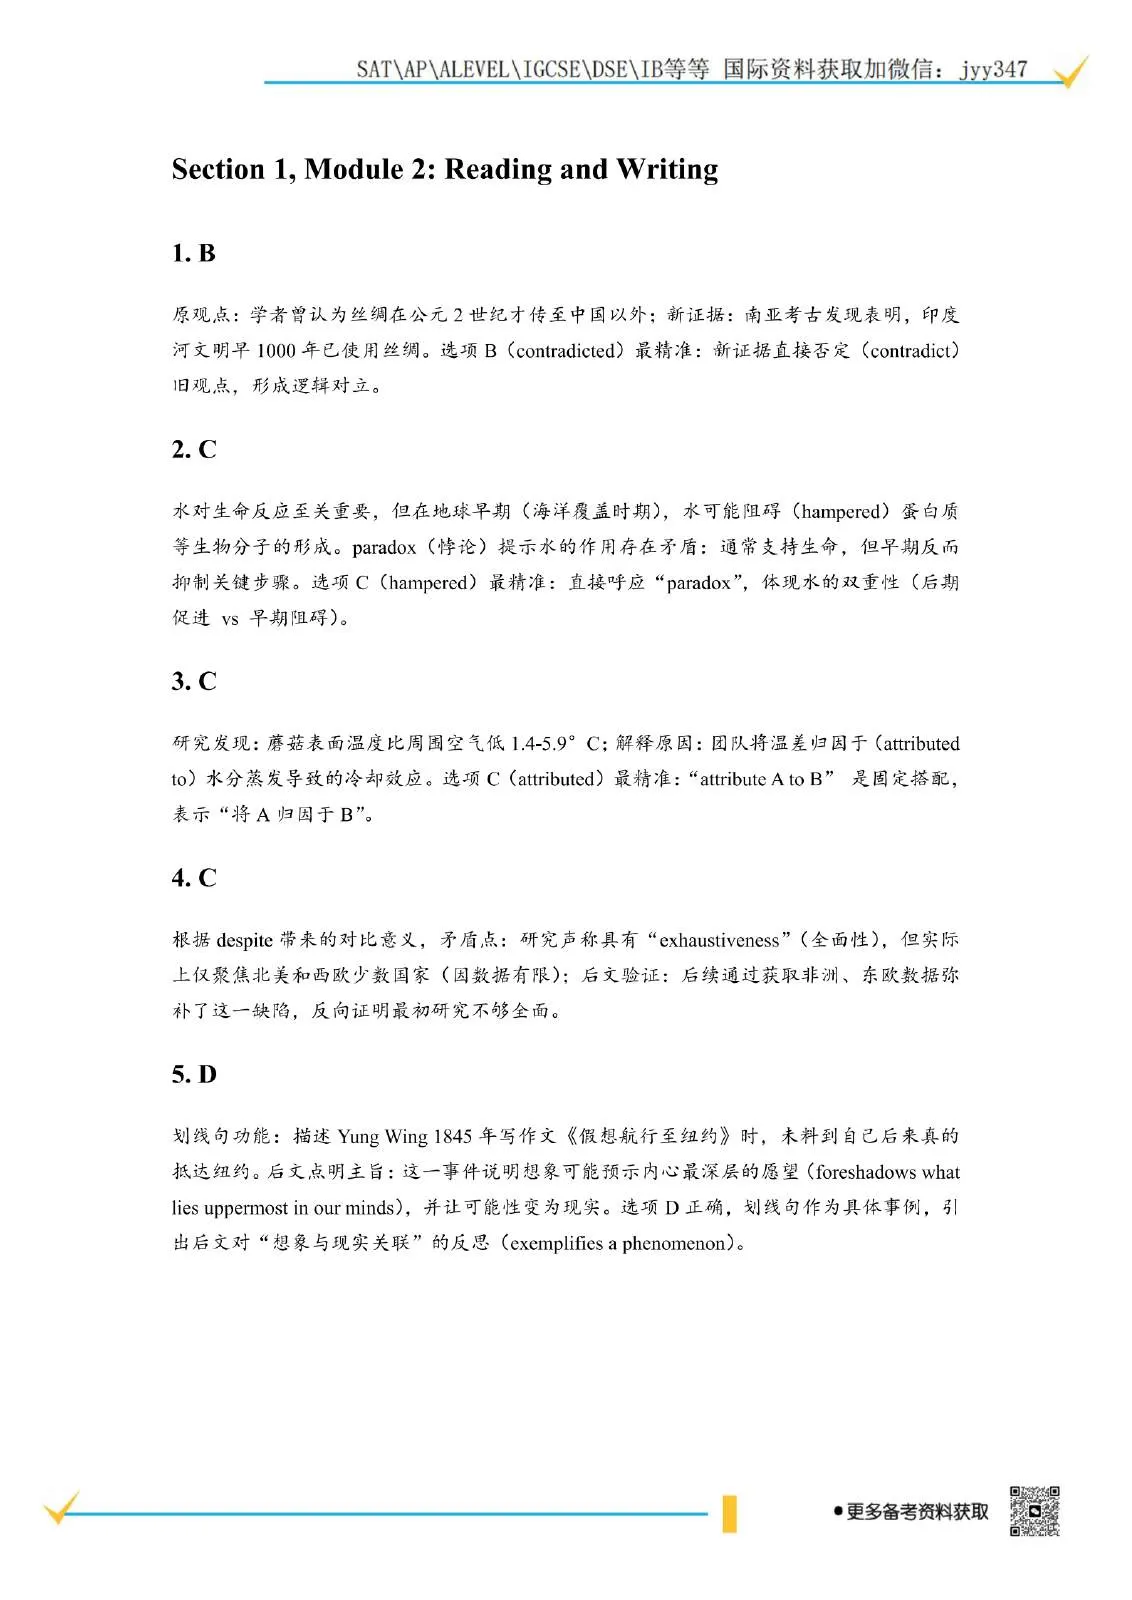 SAT\AP\ALEVEL\IGCSE\DSE\IB等等 国际资料获取加微信：jyy347
Section 1, Module 2: Reading and Writing
1. B
原观点：学者曾认为丝绸在公元 2 世纪才传至中国以外；新证据：南亚考古发现表明，印度
河文明早 1000 年已使用丝绸。选项 B（contradicted）最精准：新证据直接否定（contradict）
旧观点，形成逻辑对立。
2. C
水对生命反应至关重要，但在地球早期（海洋覆盖时期），水可能阻碍（hampered）蛋白质
等生物分子的形成。paradox（悖论）提示水的作用存在矛盾：通常支持生命，但早期反而
抑制关键步骤。选项 C（hampered）最精准：直接呼应“paradox”，体现水的双重性（后期
促进 vs 早期阻碍）。
3. C
研究发现：蘑菇表面温度比周围空气低 1.4-5.9° C；解释原因：团队将温差归因于（attributed
to）水分蒸发导致的冷却效应。选项 C（attributed）最精准：“attribute A to B” 是固定搭配，
表示“将 A 归因于 B”。
4. C
根据 despite 带来的对比意义，矛盾点：研究声称具有“exhaustiveness”（全面性），但实际
上仅聚焦北美和西欧少数国家（因数据有限）；后文验证：后续通过获取非洲、东欧数据弥
补了这一缺陷，反向证明最初研究不够全面。
5. D
划线句功能：描述 Yung Wing 1845 年写作文《假想航行至纽约》时，未料到自己后来真的
抵达纽约。后文点明主旨：这一事件说明想象可能预示内心最深层的愿望（foreshadows what
lies uppermost in our minds），并让可能性变为现实。选项 D 正确，划线句作为具体事例，引
出后文对“想象与现实关联”的反思（exemplifies a phenomenon）。
●更多备考资料获取